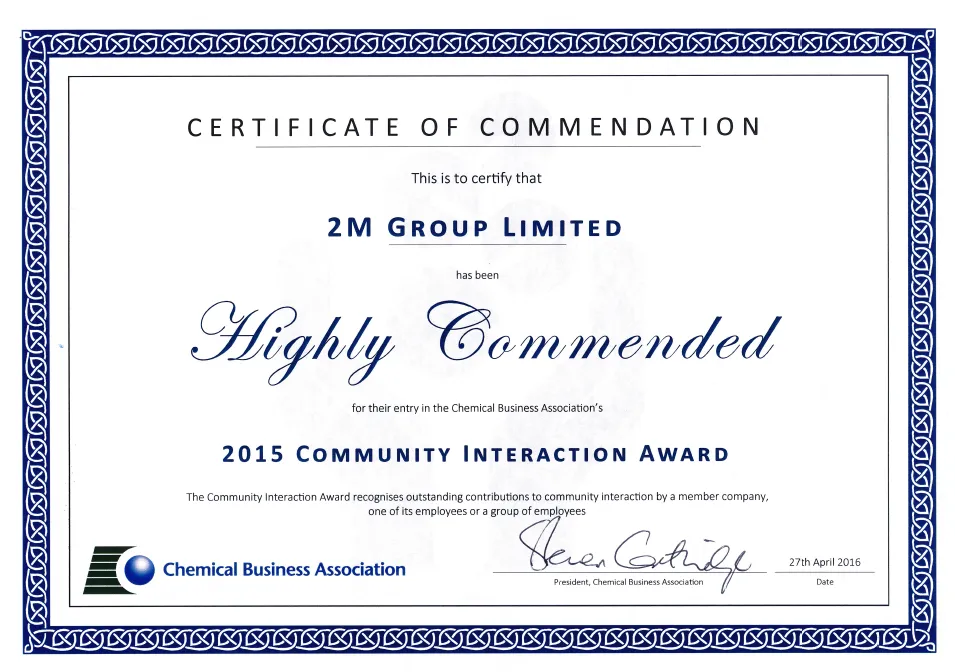 CERTIFICATE OF COMMENDATION
This is to certify that
2M GROUP LIMITED
has been
Highly Commended
for their entry in the Chemical Business Association's
2015 COMMUNITY INTERACTION AWARD
The Community Interaction Award recognises outstanding contributions to community interaction by a member company,
one of its employees or a group of employees
Chemical Business Association
27th April 2016
President, Chemical Business Association
Date